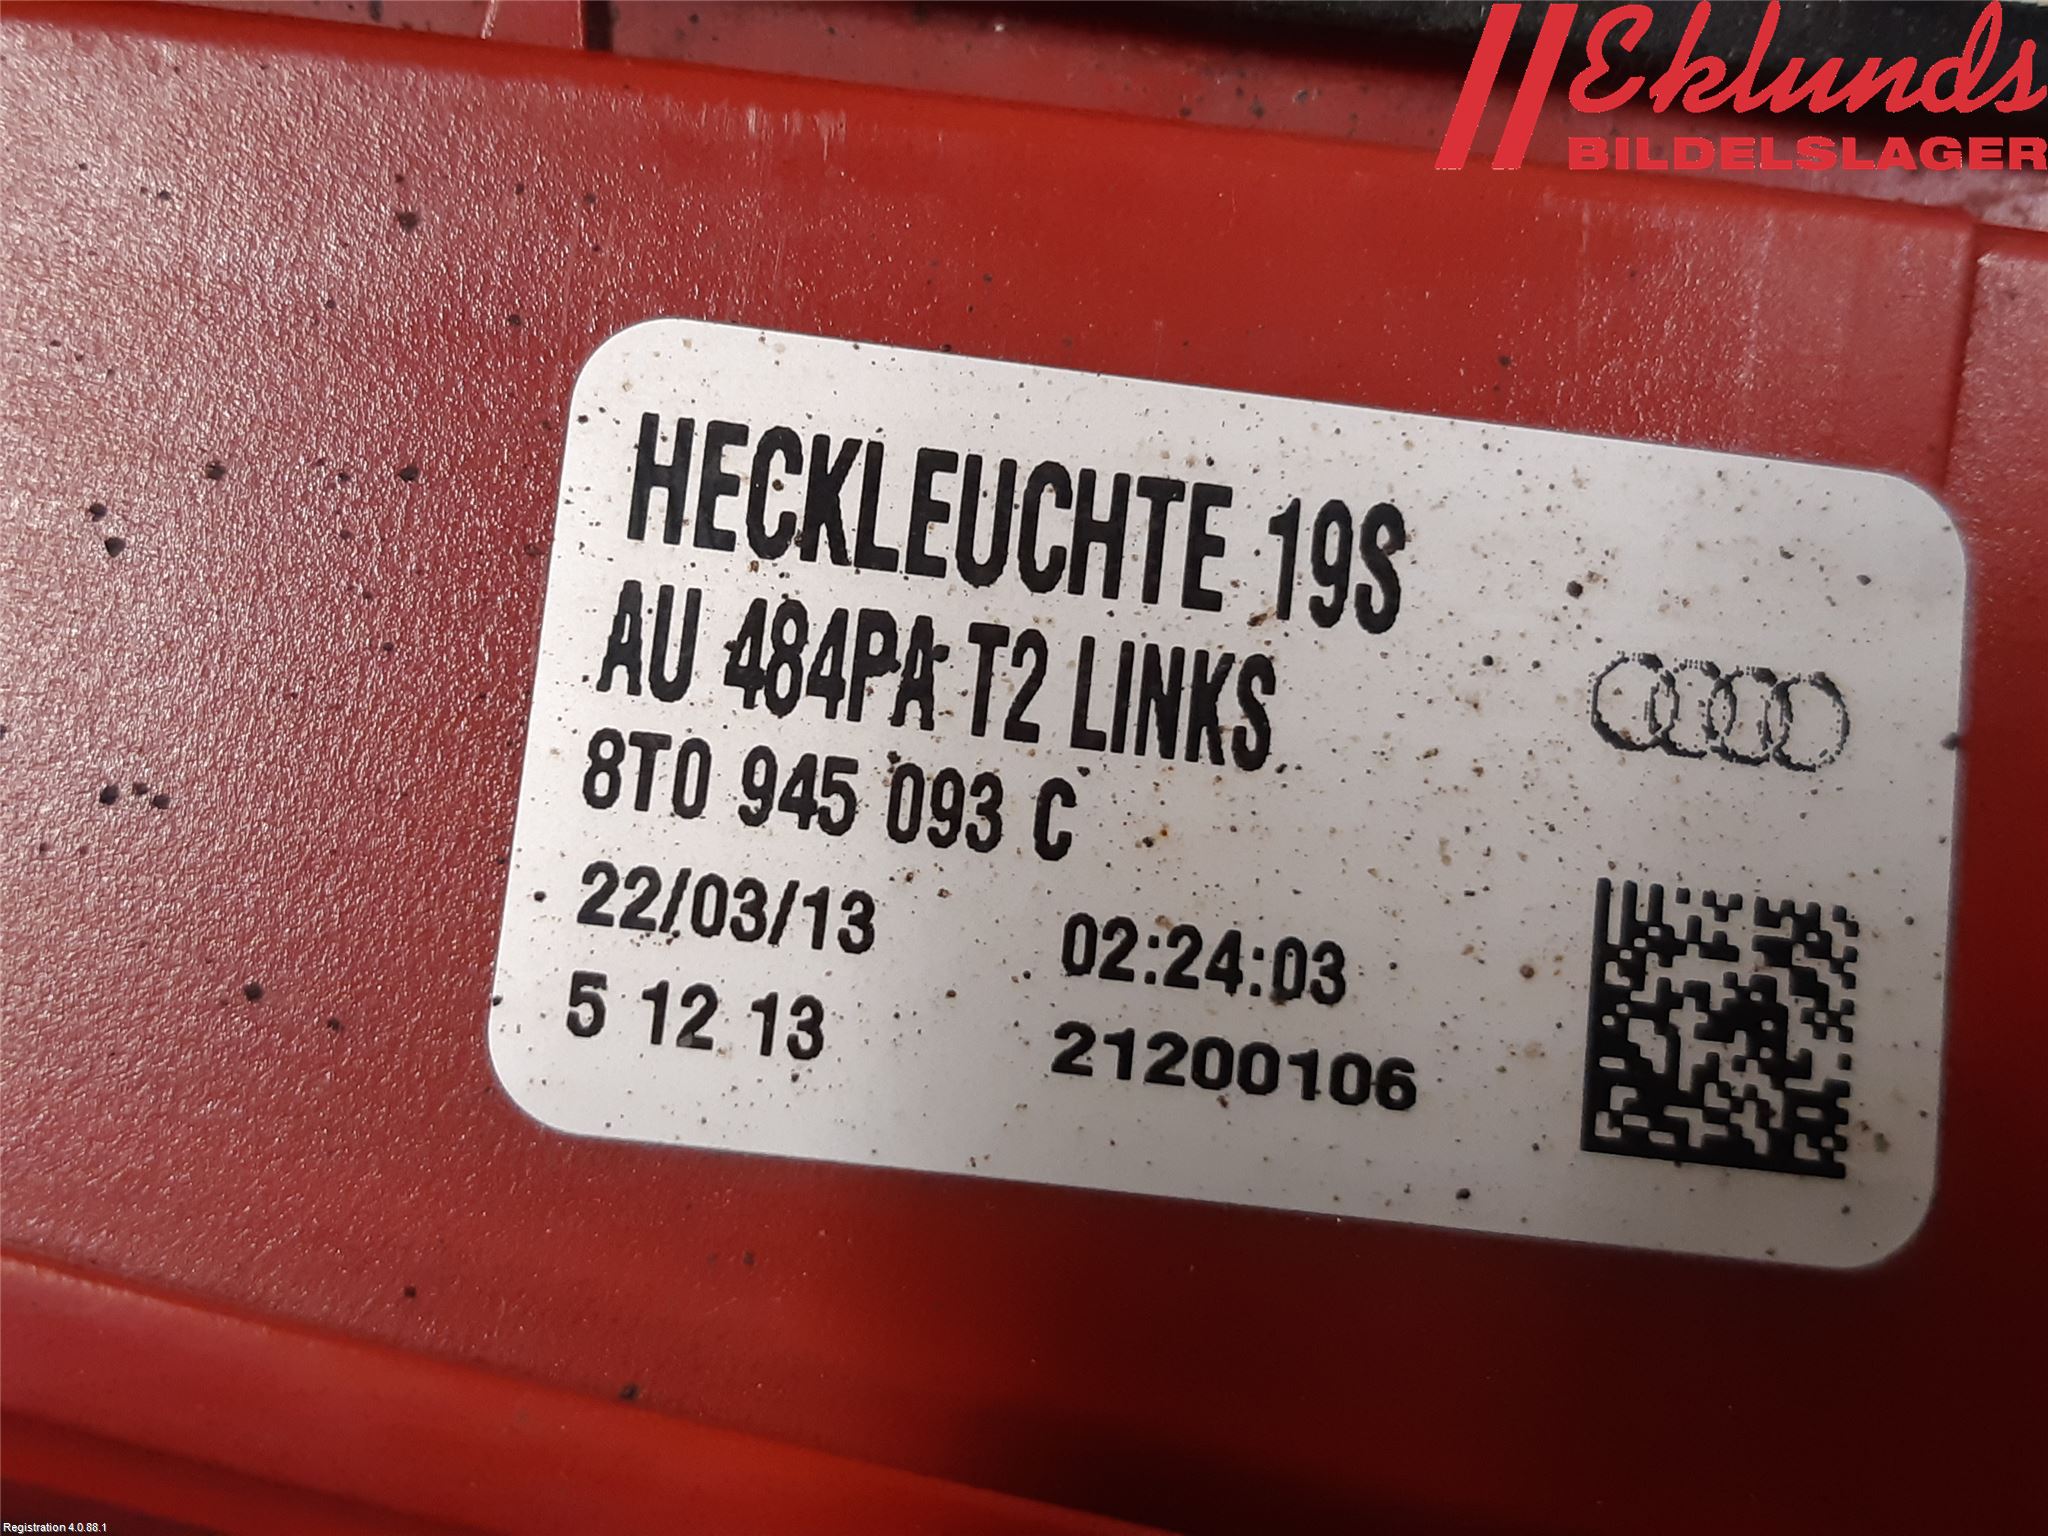 Eklunds
BILDELSLAGER
HECKLEUCHTE 19S
AU 484PA T2 LINKS
8T0 945 093 C
22/03/13 02:24:03
5 12 13 21200106
Registration 4.0.88.1